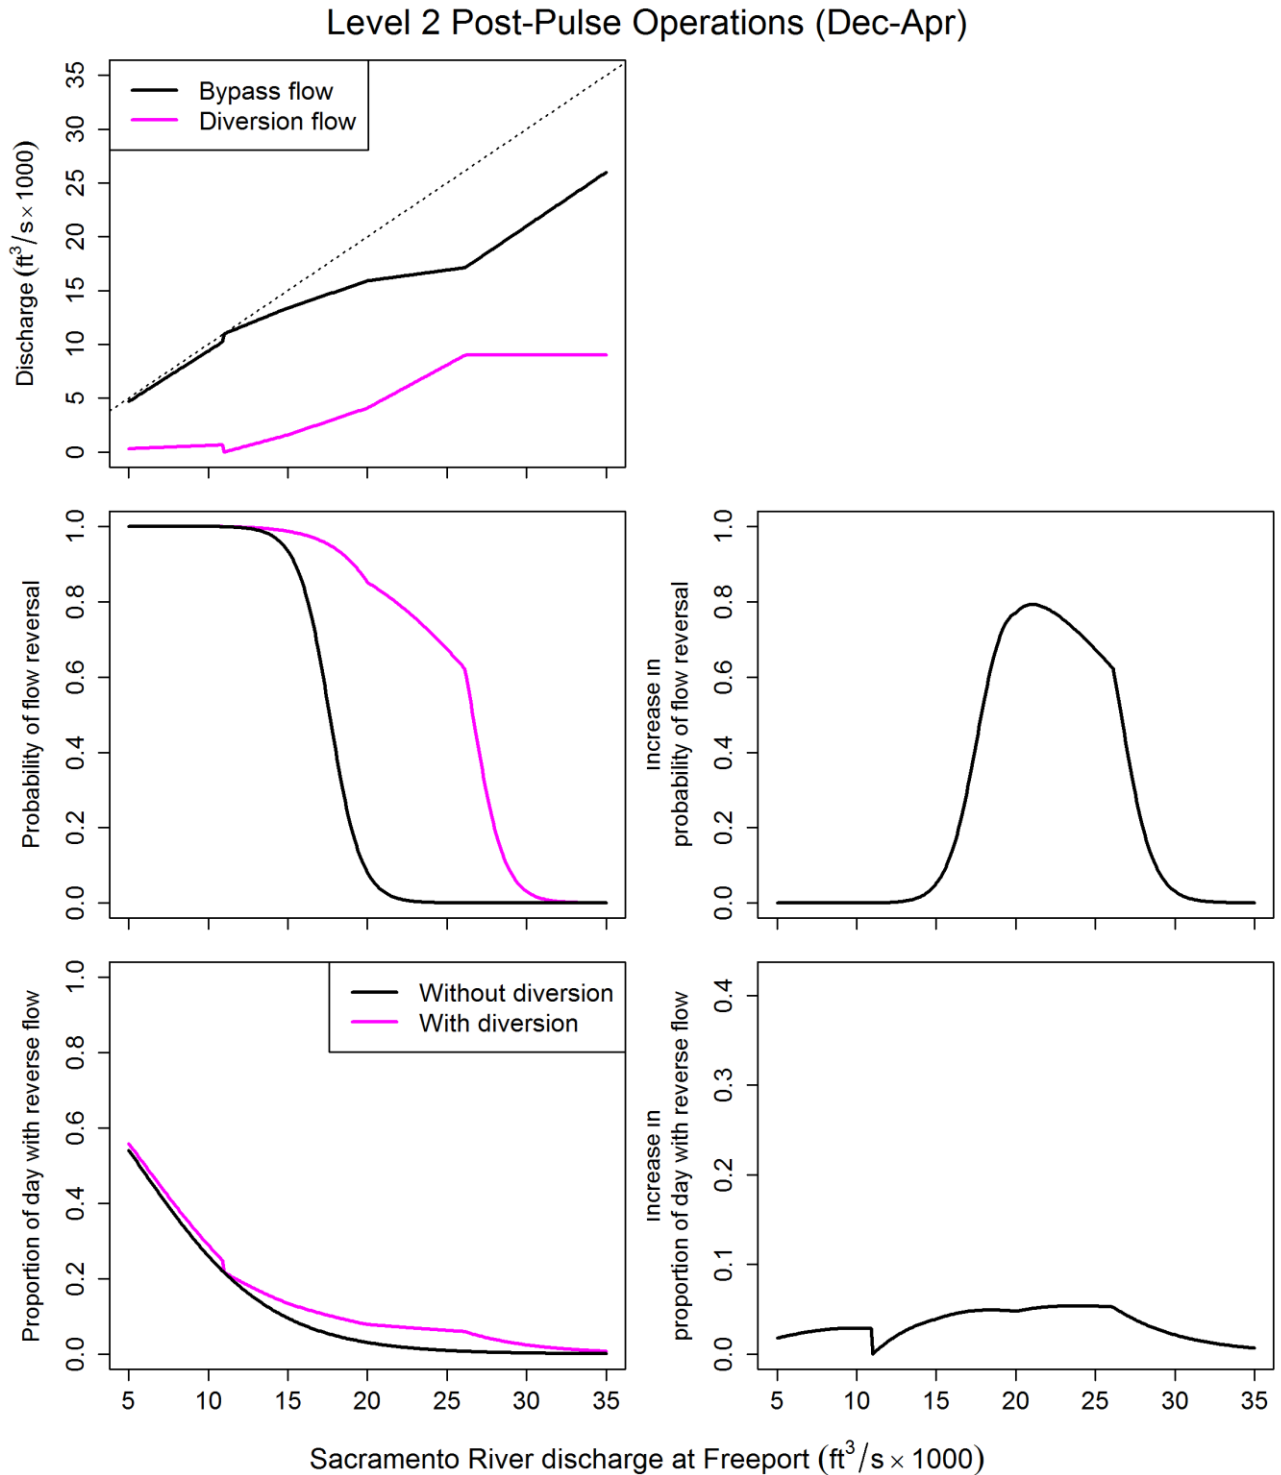 Level 2 Post-Pulse Operations (Dec-Apr)
Discharge (ft³/s × 1000)
35
30
25
20
15
10
5
0
Bypass flow
Diversion flow
Probability of flow reversal
1.0
0.8
0.6
0.4
0.2
0.0
Increase in
probability of flow reversal
1.0
0.8
0.6
0.4
0.2
0.0
Proportion of day with reverse flow
1.0
0.8
0.6
0.4
0.2
0.0
Without diversion
With diversion
5 10 15 20 25 30 35
Increase in
proportion of day with reverse flow
0.4
0.3
0.2
0.1
0.0
5 10 15 20 25 30 35
Sacramento River discharge at Freeport (ft³/s × 1000)